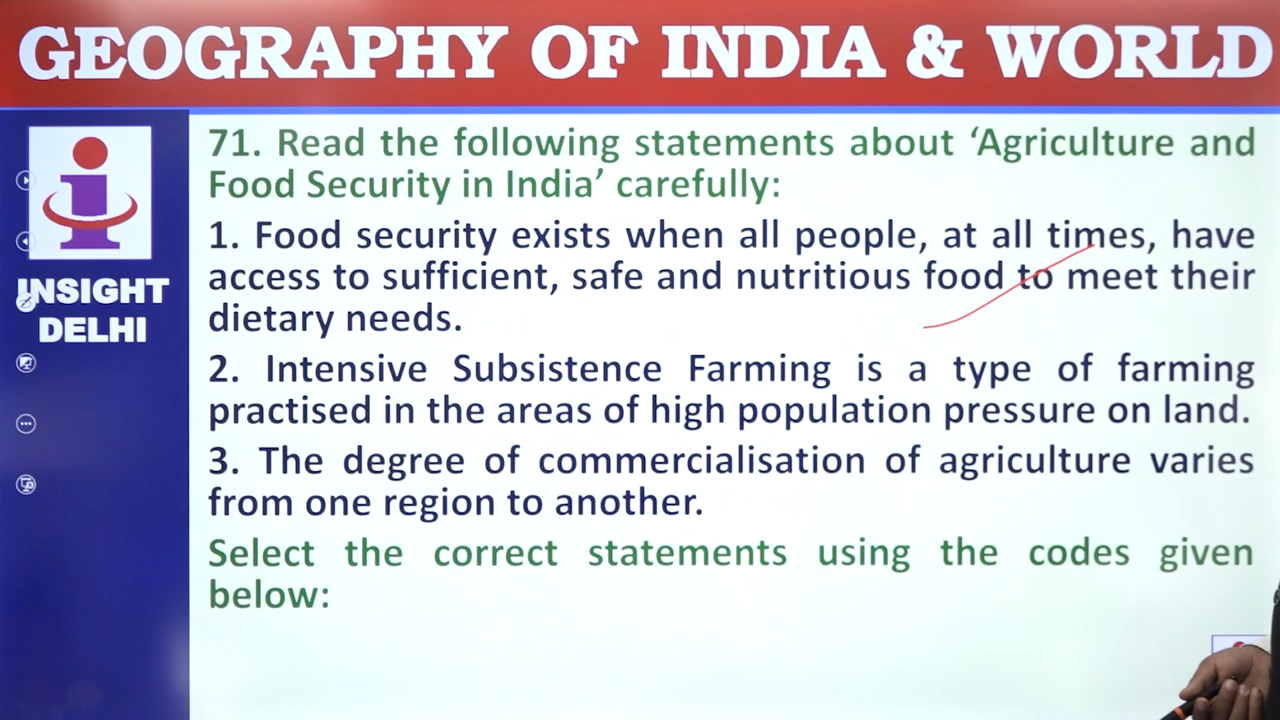 GEOGRAPHY OF INDIA & WORLD
INSIGHT
DELHI
71. Read the following statements about ‘Agriculture and
Food Security in India’ carefully:
1. Food security exists when all people, at all times, have
access to sufficient, safe and nutritious food to meet their
dietary needs.
2. Intensive Subsistence Farming is a type of farming
practised in the areas of high population pressure on land.
3. The degree of commercialisation of agriculture varies
from one region to another.
Select the correct statements using the codes given
below: